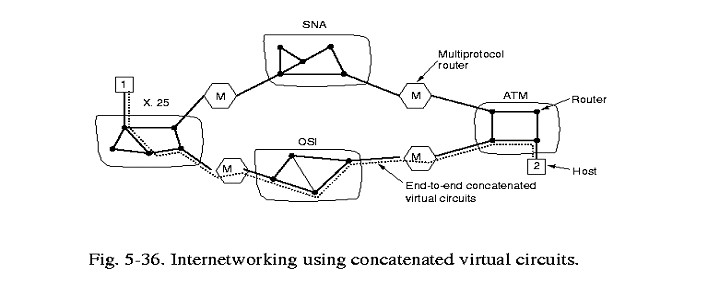 SNA
Multiprotocol
router
1
X. 25
M
M
ATM
Router
OSI
M
M
2
Host
End-to-end concatenated
virtual circuits
Fig. 5-36. Internetworking using concatenated virtual circuits.